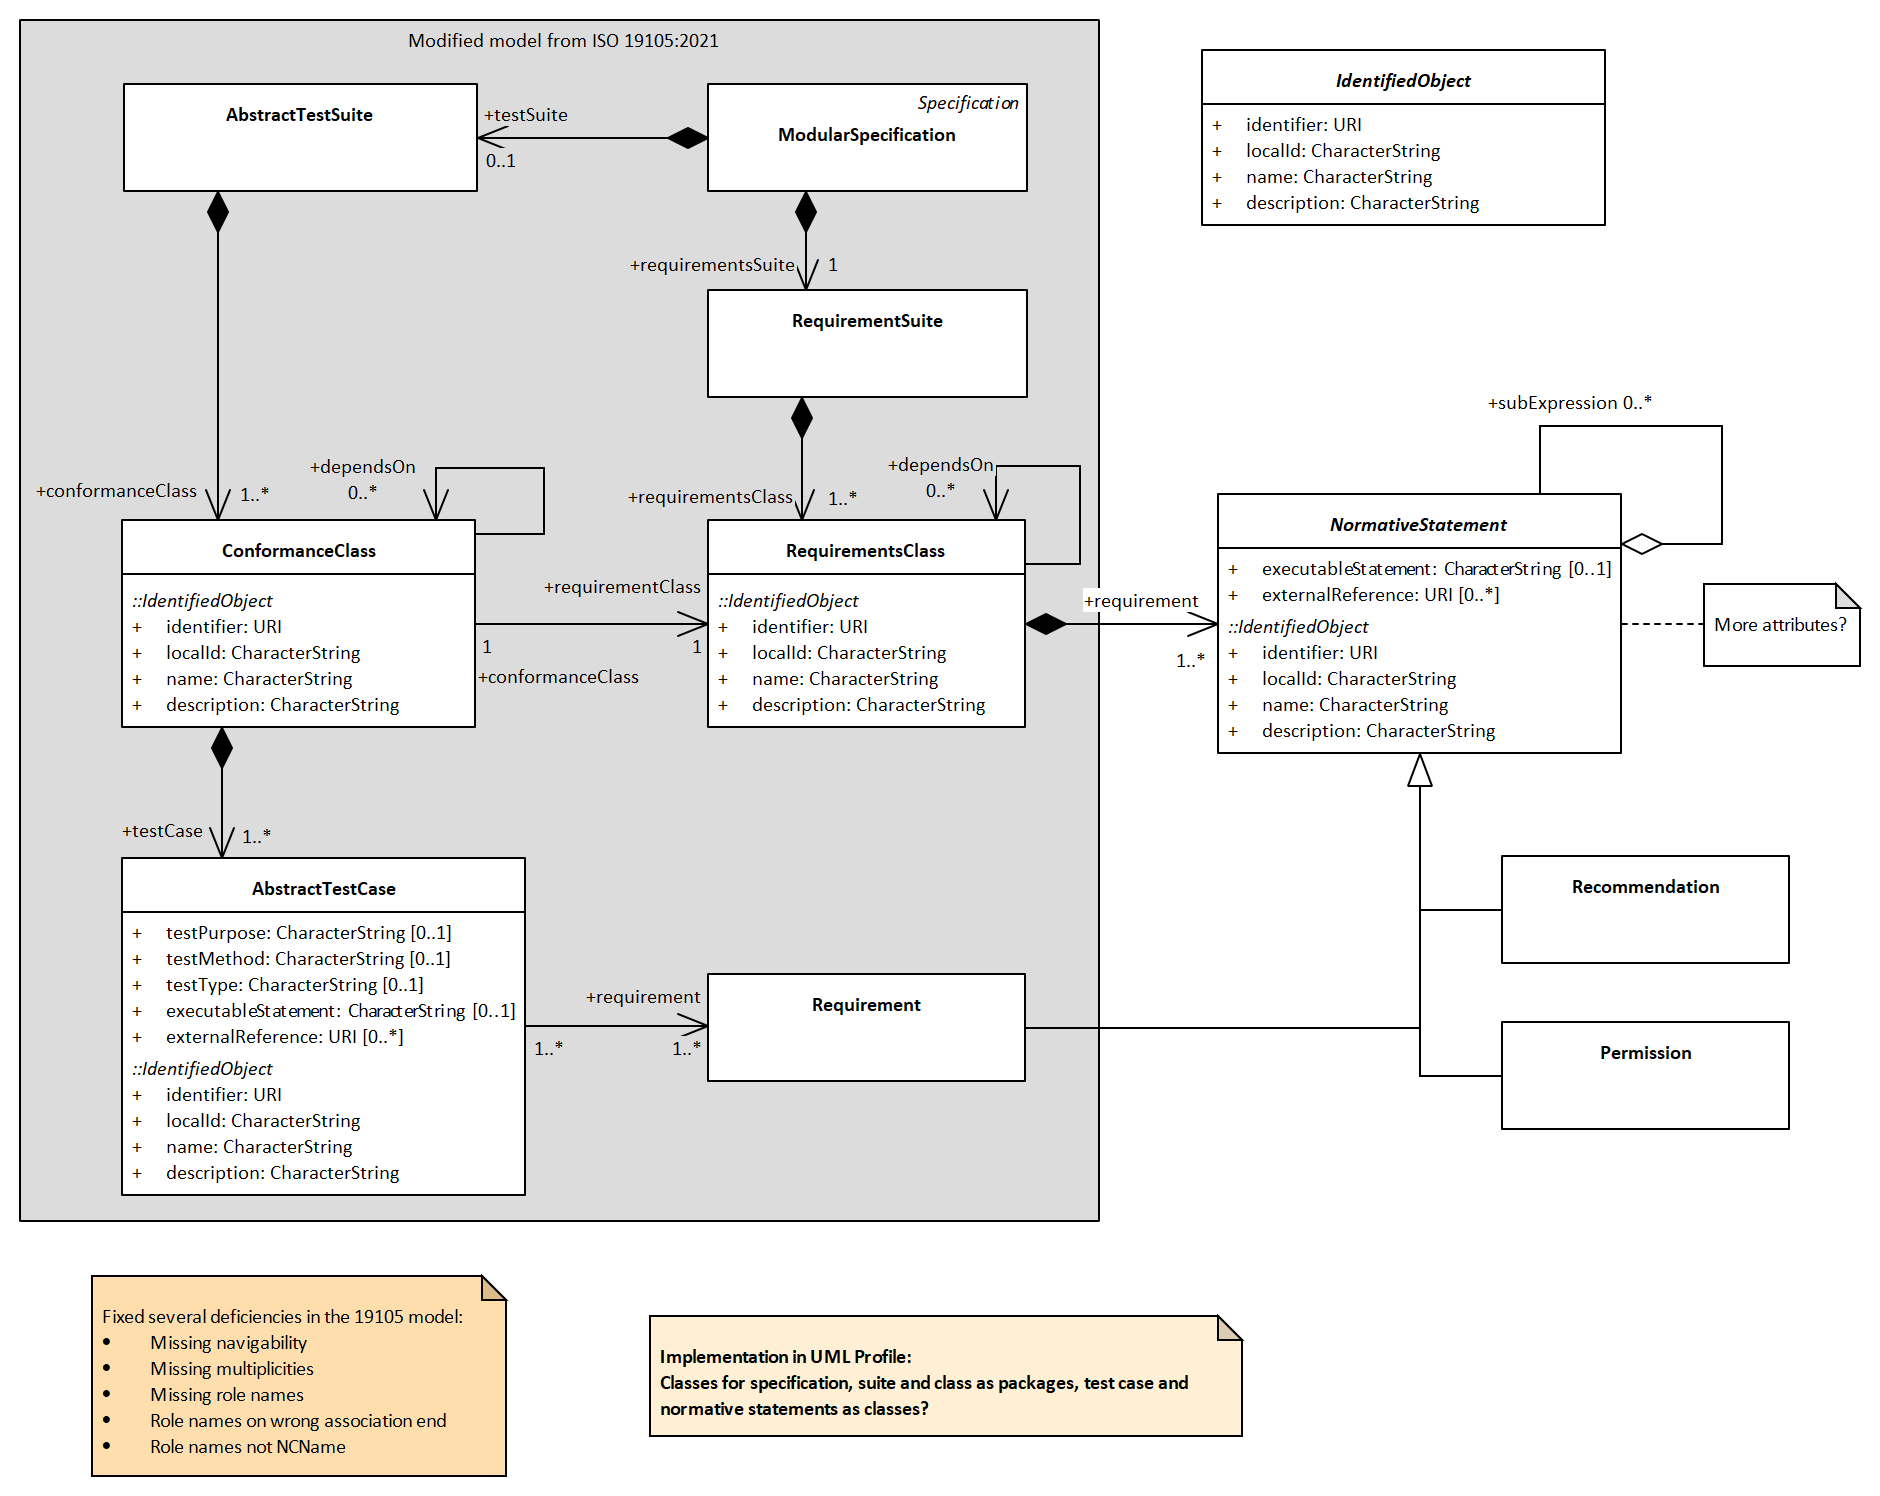 Modified model from ISO 19105:2021
AbstractTestSuite
+testSuite
0..1
Specification
ModularSpecification
IdentifiedObject
+ identifier: URI
+ localId: CharacterString
+ name: CharacterString
+ description: CharacterString
+requirementsSuite
1
RequirementSuite
+conformanceClass
1..*
+dependsOn
0..*
+requirementsClass
1..*
+dependsOn
0..*
+subExpression 0..*
ConformanceClass
::IdentifiedObject
+ identifier: URI
+ localId: CharacterString
+ name: CharacterString
+ description: CharacterString
+requirementClass
1
1
+conformanceClass
RequirementsClass
::IdentifiedObject
+ identifier: URI
+ localId: CharacterString
+ name: CharacterString
+ description: CharacterString
+requirement
1..*
NormativeStatement
+ executableStatement: CharacterString [0..1]
+ externalReference: URI [0..*]
::IdentifiedObject
+ identifier: URI
+ localId: CharacterString
+ name: CharacterString
+ description: CharacterString
More attributes?
+testCase
1..*
AbstractTestCase
+ testPurpose: CharacterString [0..1]
+ testMethod: CharacterString [0..1]
+ testType: CharacterString [0..1]
+ executableStatement: CharacterString [0..1]
+ externalReference: URI [0..*]
::IdentifiedObject
+ identifier: URI
+ localId: CharacterString
+ name: CharacterString
+ description: CharacterString
+requirement
1..*
1..*
Requirement
Recommendation
Permission
Fixed several deficiencies in the 19105 model:
• Missing navigability
• Missing multiplicities
• Missing role names
• Role names on wrong association end
• Role names not NCName
Implementation in UML Profile:
Classes for specification, suite and class as packages, test case and
normative statements as classes?